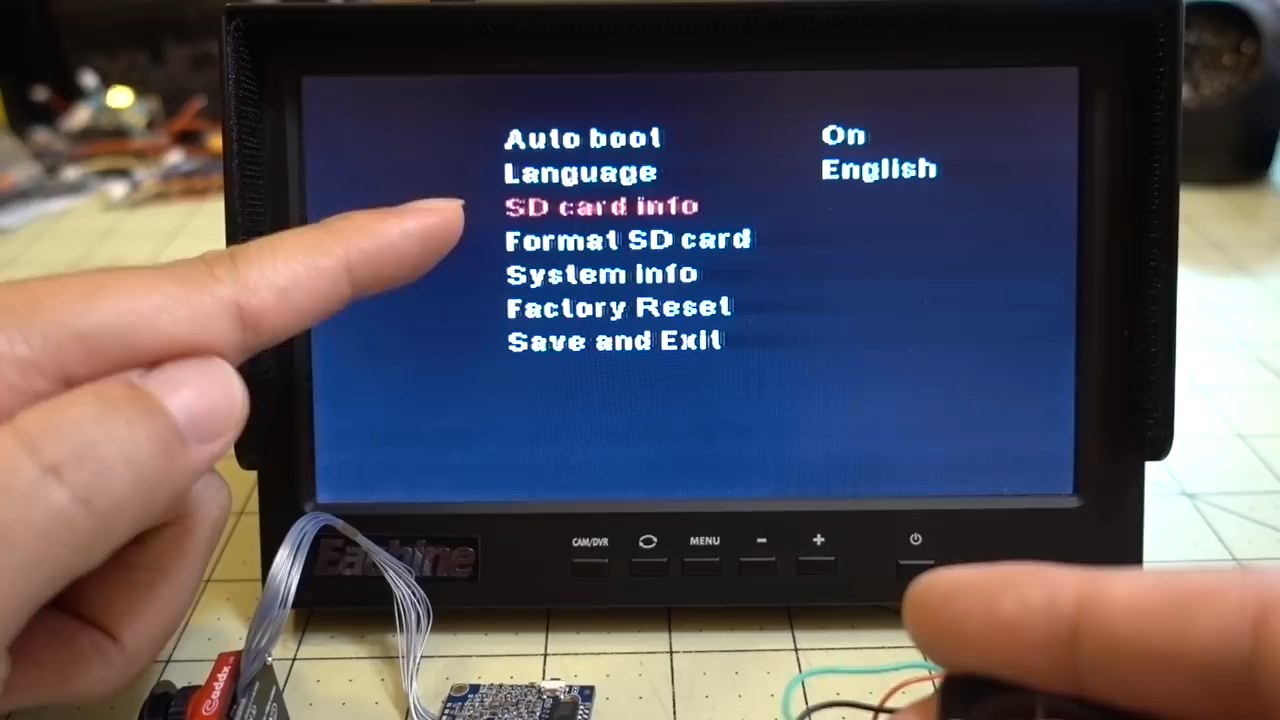 Auto boot On
Language English
SD card info
Format SD card
System info
Factory Reset
Save and Exit
CAM/DVR MENU - +
Eachine
Caddx